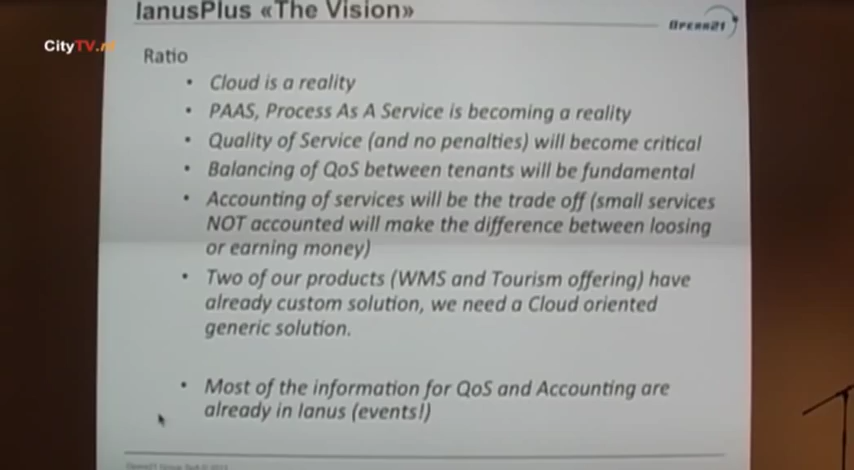 IanusPlus «The Vision»
OPERA21
CityTV.nl
Ratio
• Cloud is a reality
• PAAS, Process As A Service is becoming a reality
• Quality of Service (and no penalties) will become critical
• Balancing of QoS between tenants will be fundamental
• Accounting of services will be the trade off (small services
NOT accounted will make the difference between loosing
or earning money)
• Two of our products (WMS and Tourism offering) have
already custom solution, we need a Cloud oriented
generic solution.
• Most of the information for QoS and Accounting are
already in Ianus (events!)